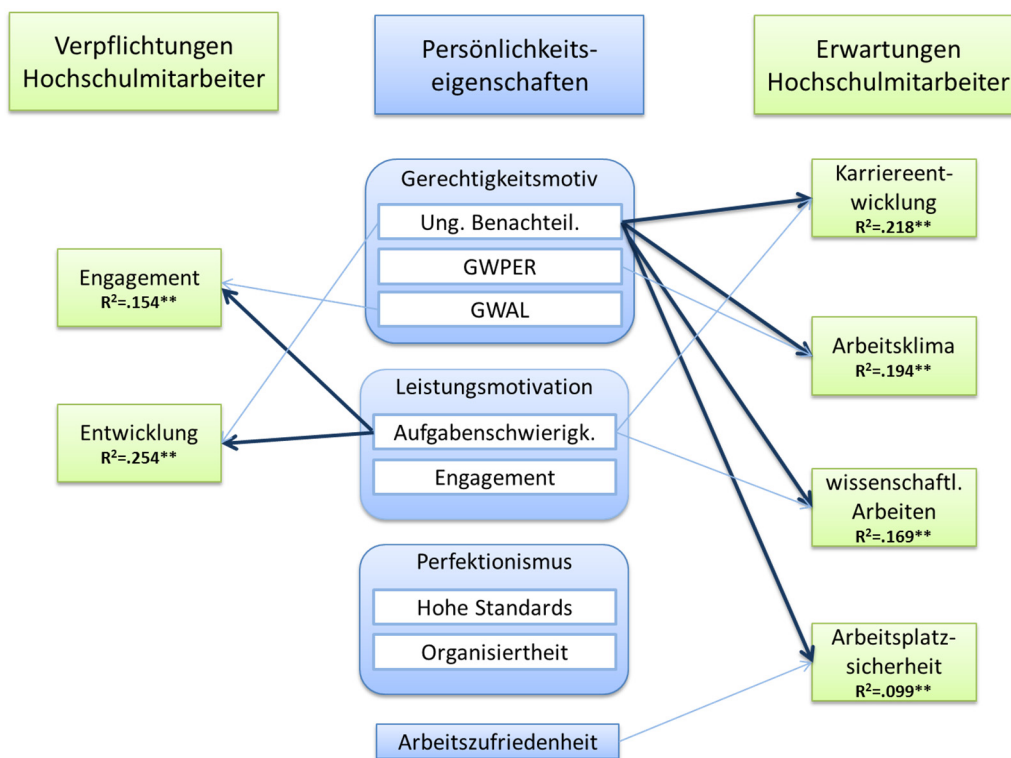 Verpflichtungen
Hochschulmitarbeiter
Persönlichkeits-
eigenschaften
Erwartungen
Hochschulmitarbeiter
Engagement
R²=.154**
Entwicklung
R²=.254**
Gerechtigkeitsmotiv
Ung. Benachteil.
GWPER
GWAL
Leistungsmotivation
Aufgabenschwierigk.
Engagement
Perfektionismus
Hohe Standards
Organisiertheit
Arbeitszufriedenheit
Karriereent-
wicklung
R²=.218**
Arbeitsklima
R²=.194**
wissenschaftl.
Arbeiten
R²=.169**
Arbeitsplatz-
sicherheit
R²=.099**